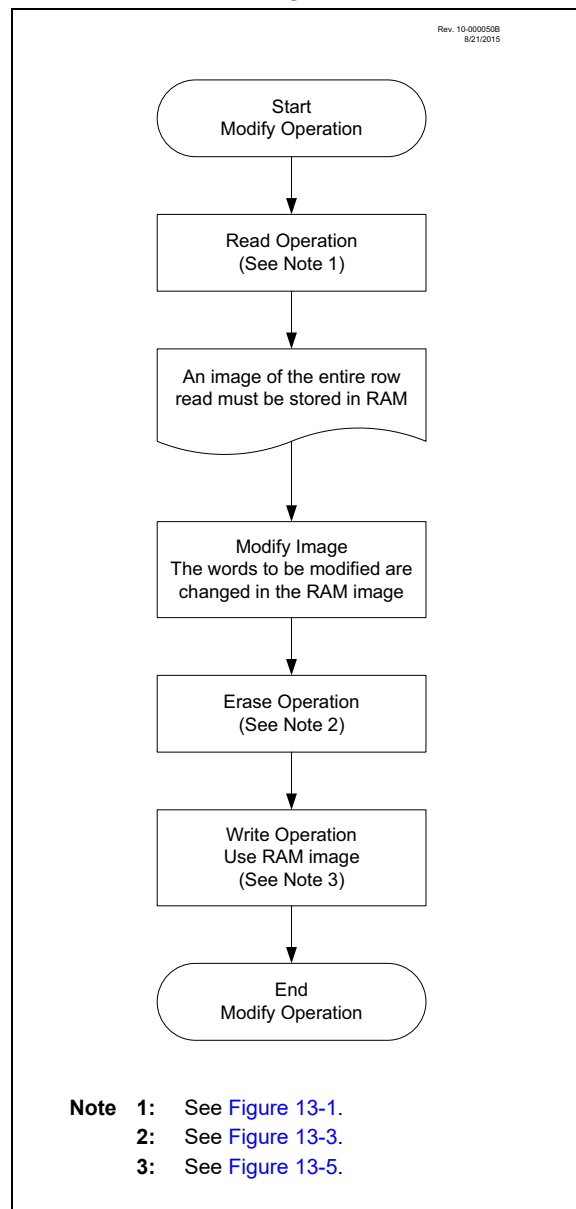 Rev. 10-000050B
8/21/2015
Start
Modify Operation
Read Operation
(See Note 1)
An image of the entire row
read must be stored in RAM
Modify Image
The words to be modified are
changed in the RAM image
Erase Operation
(See Note 2)
Write Operation
Use RAM image
(See Note 3)
End
Modify Operation
Note 1: See Figure 13-1.
2: See Figure 13-3.
3: See Figure 13-5.